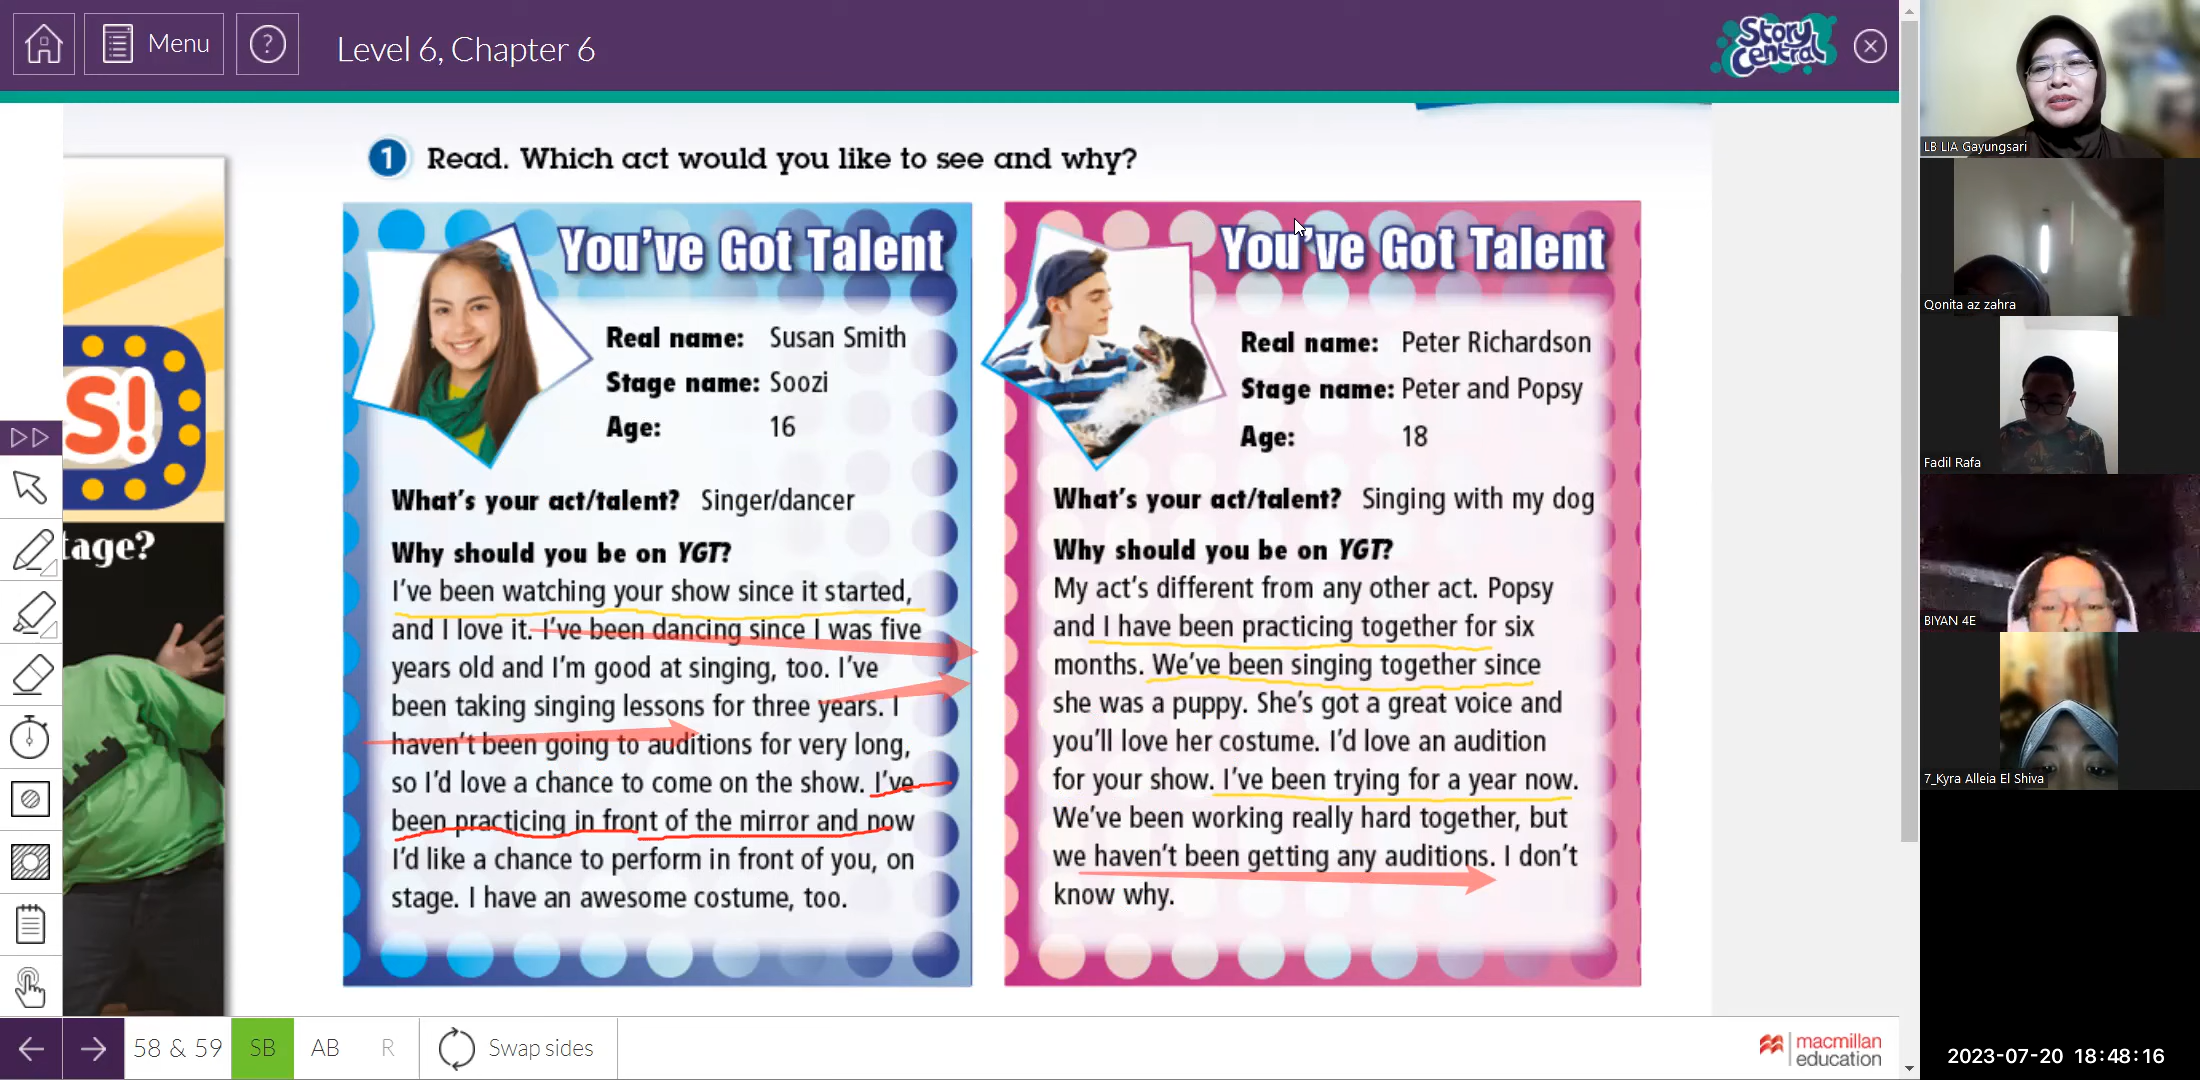 Menu
?
Level 6, Chapter 6
Story
Central
1 Read. Which act would you like to see and why?
S!
tage?
You've Got Talent
Real name: Susan Smith
Stage name: Soozi
Age: 16
What's your act/talent? Singer/dancer
Why should you be on YGT?
I've been watching your show since it started,
and I love it. I've been dancing since I was five
years old and I'm good at singing, too. I've
been taking singing lessons for three years. I
haven't been going to auditions for very long,
so I'd love a chance to come on the show. I've
been practicing in front of the mirror and now
I'd like a chance to perform in front of you, on
stage. I have an awesome costume, too.
You've Got Talent
Real name: Peter Richardson
Stage name: Peter and Popsy
Age: 18
What's your act/talent? Singing with my dog
Why should you be on YGT?
My act's different from any other act. Popsy
and I have been practicing together for six
months. We've been singing together since
she was a puppy. She's got a great voice and
you'll love her costume. I'd love an audition
for your show. I've been trying for a year now.
We've been working really hard together, but
we haven't been getting any auditions. I don't
know why.
58 & 59
SB
AB
R
Swap sides
macmillan
education
LB LIA Gayungsari
Qonita az zahra
Fadil Rafa
BIYAN 4E
7_Kyra Alleia El Shiva
2023-07-20 18:48:16